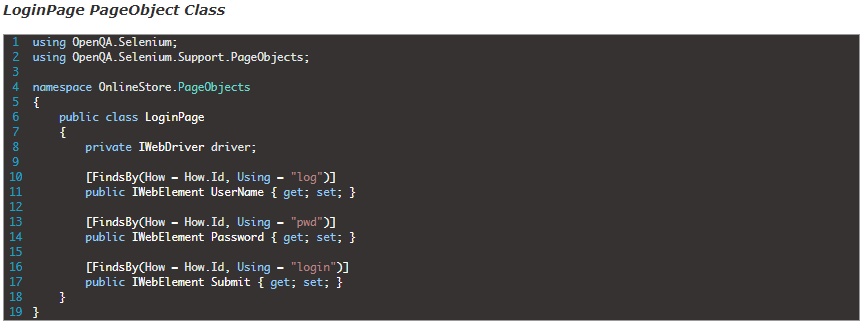 LoginPage PageObject Class
1 using OpenQA.Selenium;
2 using OpenQA.Selenium.Support.PageObjects;
3
4 namespace OnlineStore.PageObjects
5 {
6     public class LoginPage
7     {
8         private IWebDriver driver;
9
10         [FindsBy(How = How.Id, Using = "log")]
11         public IWebElement UserName { get; set; }
12
13         [FindsBy(How = How.Id, Using = "pwd")]
14         public IWebElement Password { get; set; }
15
16         [FindsBy(How = How.Id, Using = "login")]
17         public IWebElement Submit { get; set; }
18     }
19 }